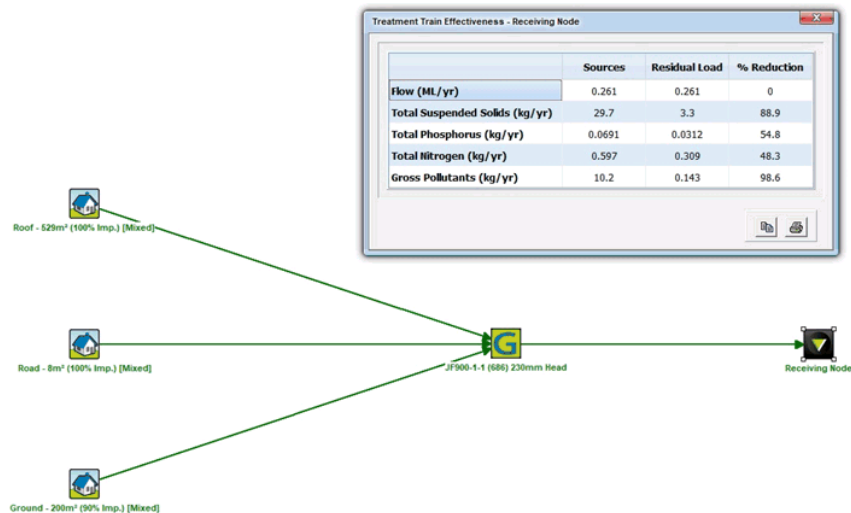 Treatment Train Effectiveness - Receiving Node
Sources Residual Load % Reduction
Flow (ML/yr) 0.261 0.261 0
Total Suspended Solids (kg/yr) 29.7 3.3 88.9
Total Phosphorus (kg/yr) 0.0691 0.0312 54.8
Total Nitrogen (kg/yr) 0.597 0.309 48.3
Gross Pollutants (kg/yr) 10.2 0.143 98.6
Roof - 529m² (100% Imp.) [Mixed]
G
Road - 8m² (100% Imp.) [Mixed]
JF900-1-1 (686) 230mm Head
Receiving Node
Ground - 200m² (90% Imp.) [Mixed]